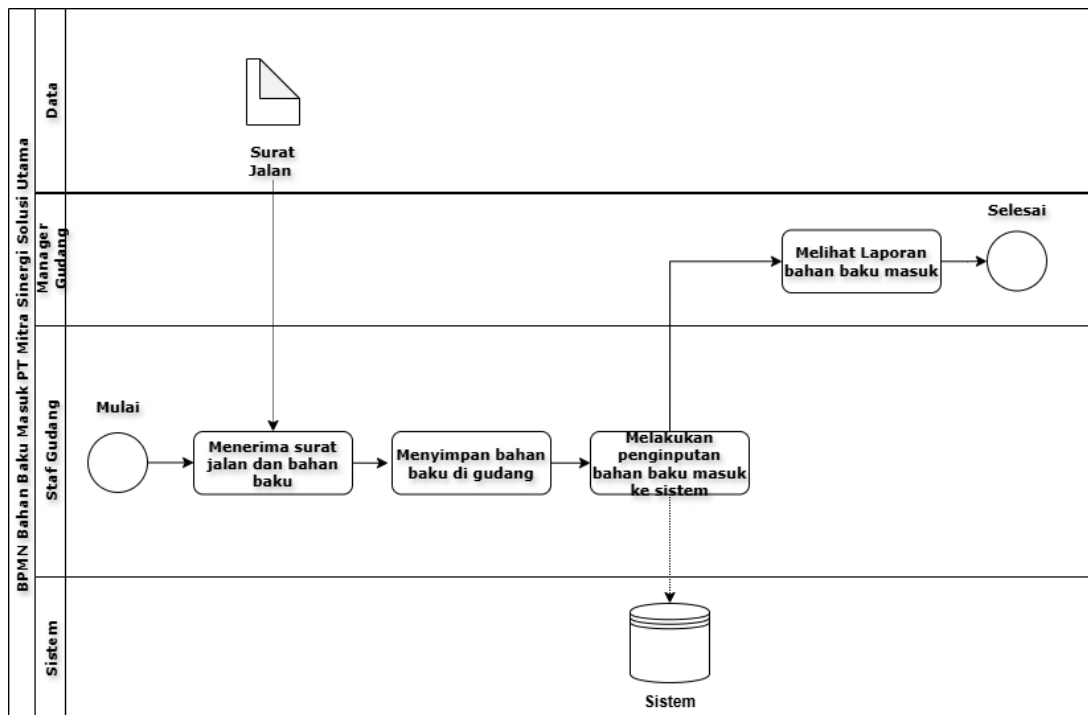 BPMN Bahan Baku Masuk PT Mitra Sinergi Solusi Utama
Data
Surat
Jalan
Manager
Gudang
Melihat Laporan
bahan baku masuk
Selesai
Staf Gudang
Mulai
Menerima surat
jalan dan bahan
baku
Menyimpan bahan
baku di gudang
Melakukan
penginputan
bahan baku masuk
ke sistem
Sistem
Sistem